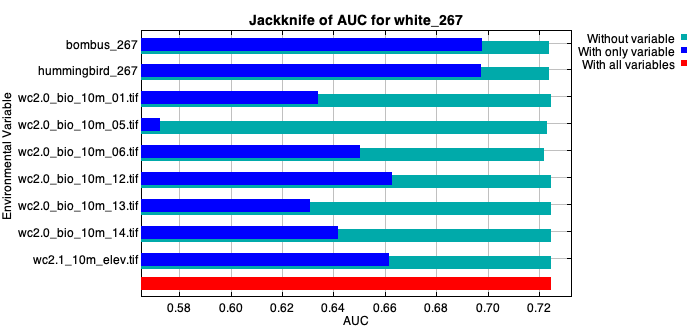 Jackknife of AUC for white_267
Without variable
With only variable
With all variables
Environmental Variable
bombus_267
hummingbird_267
wc2.0_bio_10m_01.tif
wc2.0_bio_10m_05.tif
wc2.0_bio_10m_06.tif
wc2.0_bio_10m_12.tif
wc2.0_bio_10m_13.tif
wc2.0_bio_10m_14.tif
wc2.1_10m_elev.tif
0.58 0.60 0.62 0.64 0.66 0.68 0.70 0.72
AUC